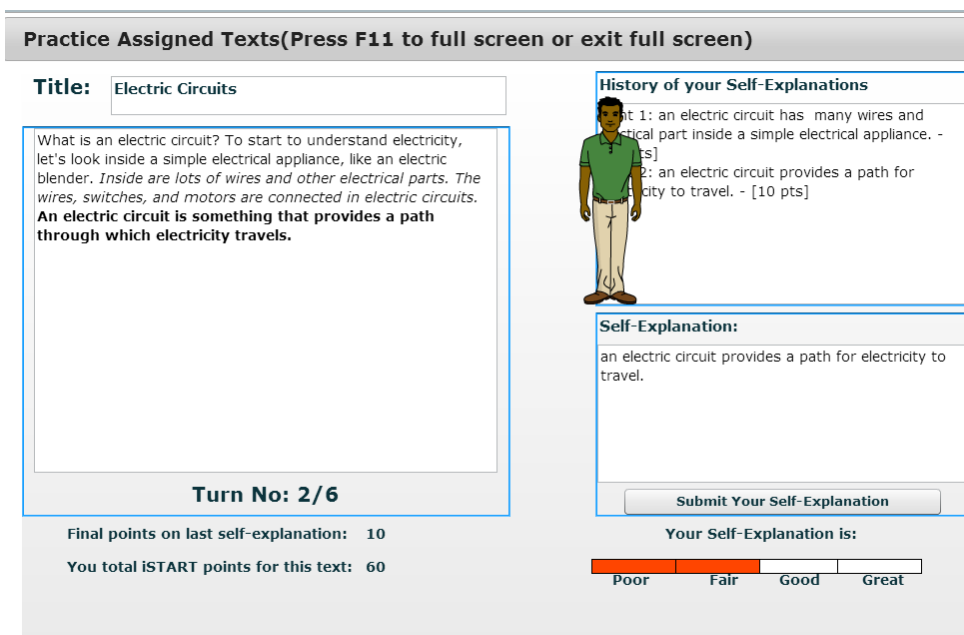 Practice Assigned Texts(Press F11 to full screen or exit full screen)
Title:
Electric Circuits
What is an electric circuit? To start to understand electricity,
let's look inside a simple electrical appliance, like an electric
blender. Inside are lots of wires and other electrical parts. The
wires, switches, and motors are connected in electric circuits.
An electric circuit is something that provides a path
through which electricity travels.
Turn No: 2/6
Final points on last self-explanation: 10
You total iSTART points for this text: 60
History of your Self-Explanations
1: an electric circuit has many wires and
part inside a simple electrical appliance. -
2: an electric circuit provides a path for
to travel. - [10 pts]
Self-Explanation:
an electric circuit provides a path for electricity to
travel.
Submit Your Self-Explanation
Your Self-Explanation is:
Poor Fair Good Great